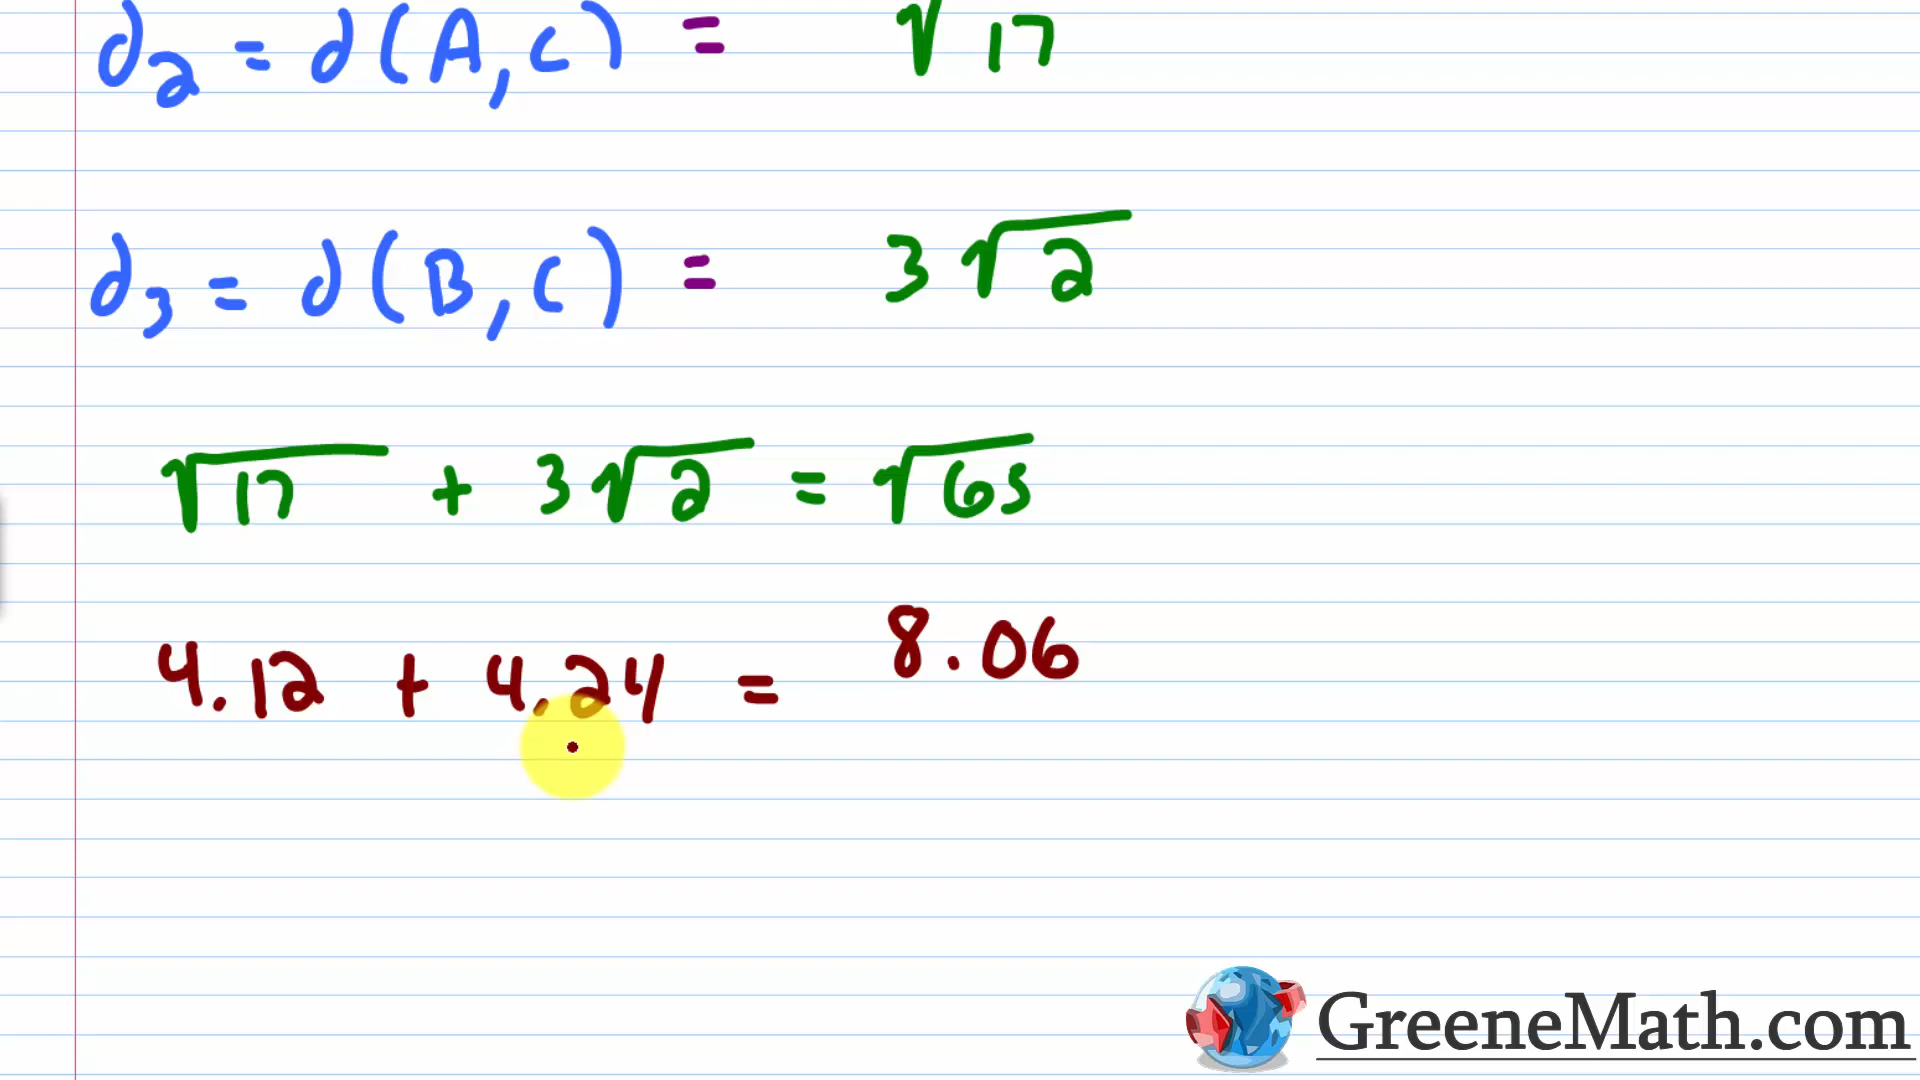 d₂ = d(A,C) = √17
d₃ = d(B,C) = 3√2
√17 + 3√2 = √65
4.12 + 4.24 = 8.06
GreeneMath.com